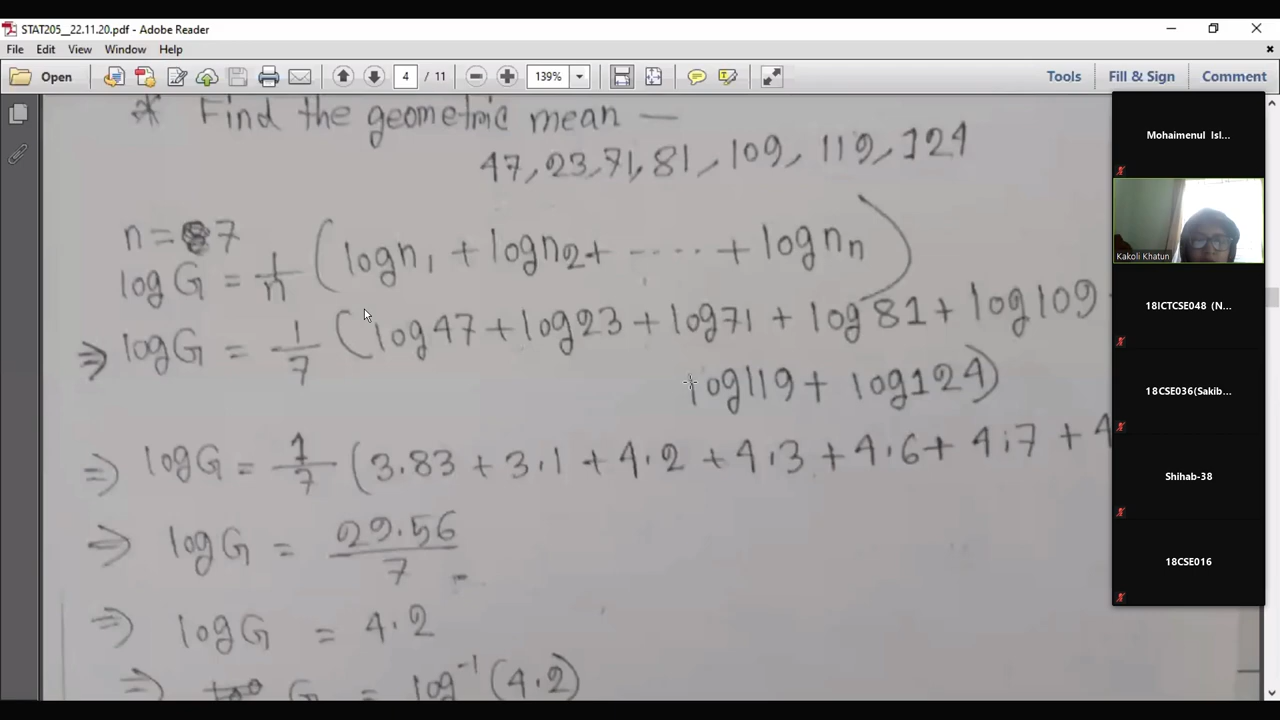 STAT205__22.11.20.pdf - Adobe Reader
File Edit View Window Help
Open 4 / 11 139% Tools Fill & Sign Comment
* Find the geometric mean —
47, 23, 71, 81, 109, 119, 124
n = 7
log G = 1/n (log n₁ + log n₂ + ..... + log nₙ)
⇒ log G = 1/7 (log 47 + log 23 + log 71 + log 81 + log 109
log 119 + log 124)
⇒ log G = 1/7 (3.83 + 3.1 + 4.2 + 4.3 + 4.6 + 4.7 + 4
⇒ log G = 29.56/7
⇒ log G = 4.2
⇒ G = log⁻¹ (4.2)
Mohaimenul Isl...
Kakoli Khatun
18ICTCSE048 (N...
18CSE036(Sakib...
Shihab-38
18CSE016